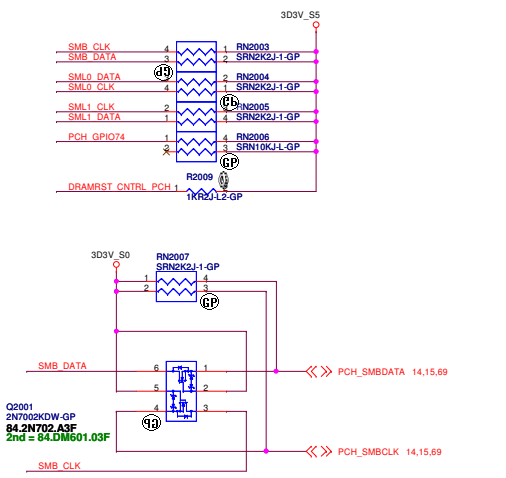 3D3V_S5
SMB_CLK 4 1 RN2003
SMB_DATA 3 2 SRN2K2J-1-GP
GP
SML0_DATA 3 2 RN2004
SML0_CLK 4 1 SRN2K2J-1-GP
GP
SML1_CLK 2 3 RN2005
SML1_DATA 1 4 SRN2K2J-1-GP
PCH_GPIO74 1 4 RN2006
2 3 SRN10KJ-L-GP
GP
R2009
DRAMRST_CNTRL_PCH 1 2
1KR2J-L2-GP
3D3V_S0
RN2007
SRN2K2J-1-GP
1 4
2 3
GP
SMB_DATA 6 1 PCH_SMBDATA 14,15,69
5 2
4 3
Q2001
2N7002KDW-GP
GP
84.2N702.A3F
2nd = 84.DM601.03F
PCH_SMBCLK 14,15,69
SMB_CLK